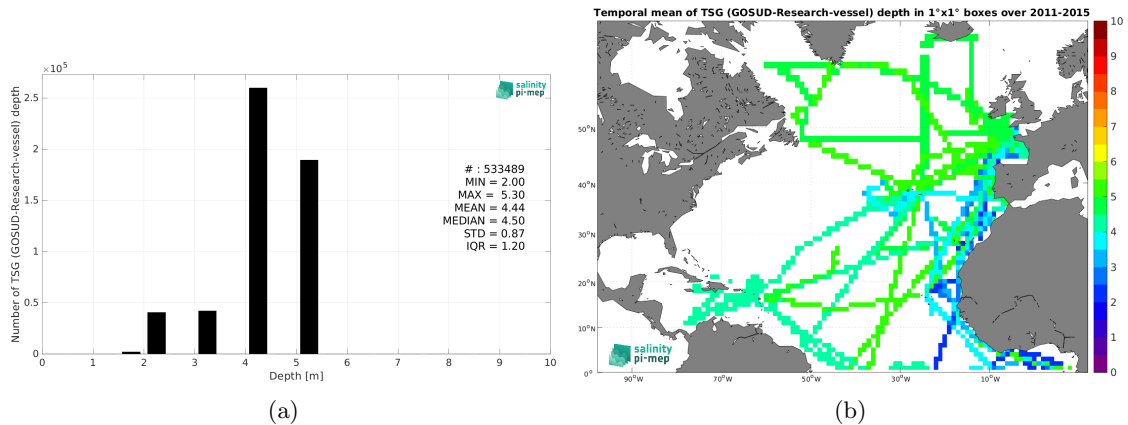 ×10⁵
2.5
2
1.5
1
0.5
0
Number of TSG (GOSUD-Research-vessel) depth
salinity
pi-mep
# : 533489
MIN = 2.00
MAX = 5.30
MEAN = 4.44
MEDIAN = 4.50
STD = 0.87
IQR = 1.20
0 1 2 3 4 5 6 7 8 9 10
Depth [m]
(a)
Temporal mean of TSG (GOSUD-Research-vessel) depth in 1°x1° boxes over 2011-2015
50°N
40°N
30°N
20°N
10°N
0°
90°W 70°W 50°W 30°W 10°W
salinity
pi-mep
10
9
8
7
6
5
4
3
2
1
0
(b)